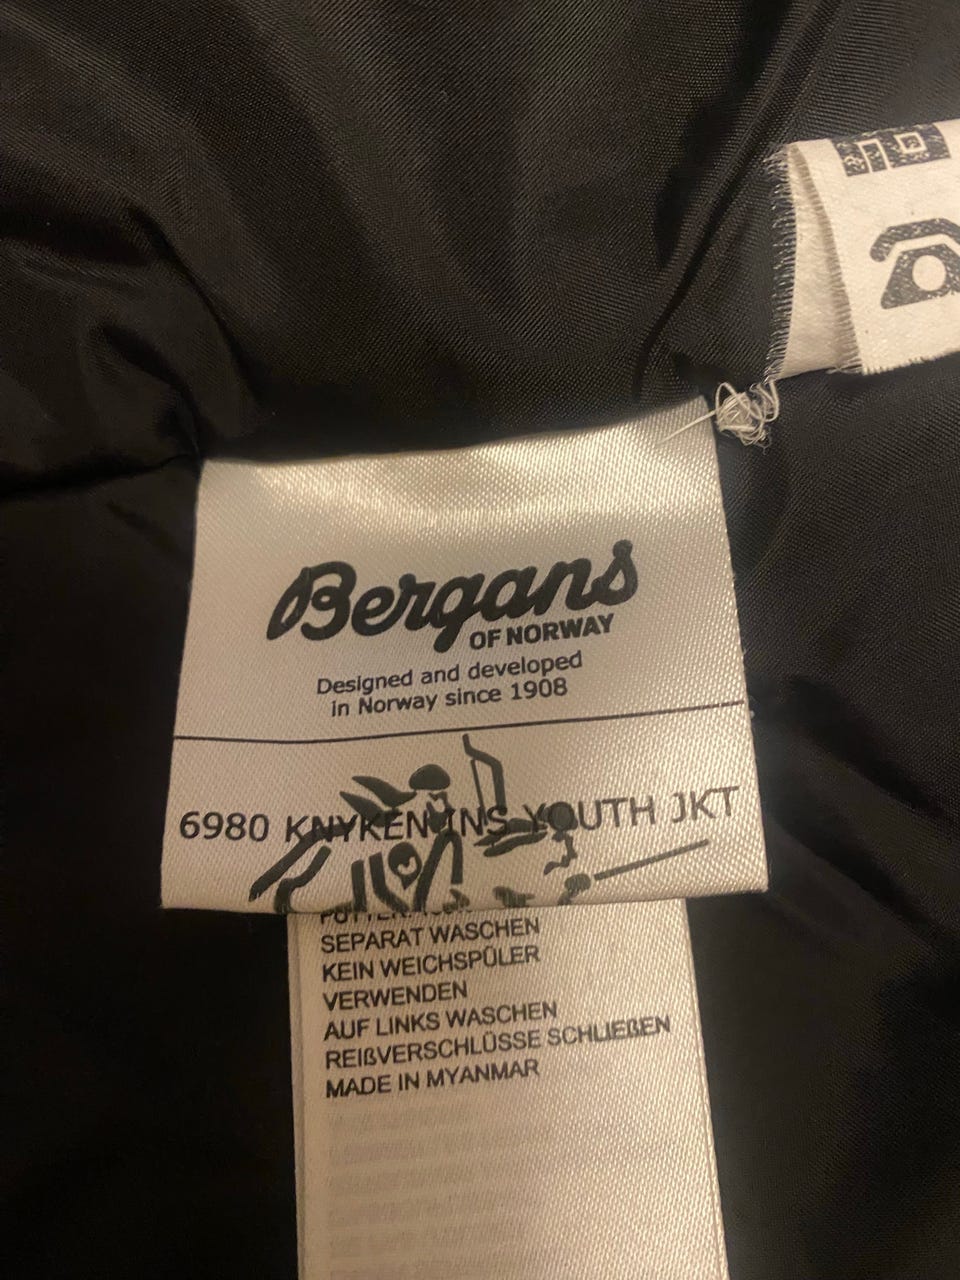 Bergans
OF NORWAY
Designed and developed
in Norway since 1908
6980 KNYKEN INS YOUTH JKT
SEPARAT WASCHEN
KEIN WEICHSPÜLER
VERWENDEN
AUF LINKS WASCHEN
REIßVERSCHLÜSSE SCHLIEßEN
MADE IN MYANMAR